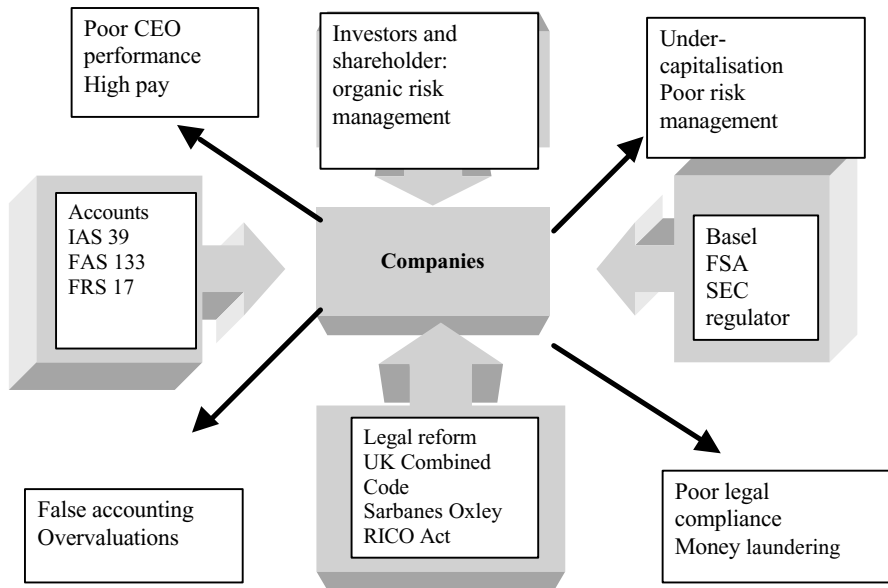 Poor CEO
performance
High pay
Investors and
shareholder:
organic risk
management
Under-
capitalisation
Poor risk
management
Accounts
IAS 39
FAS 133
FRS 17
Companies
Basel
FSA
SEC
regulator
Legal reform
UK Combined
Code
Sarbanes Oxley
RICO Act
False accounting
Overvaluations
Poor legal
compliance
Money laundering